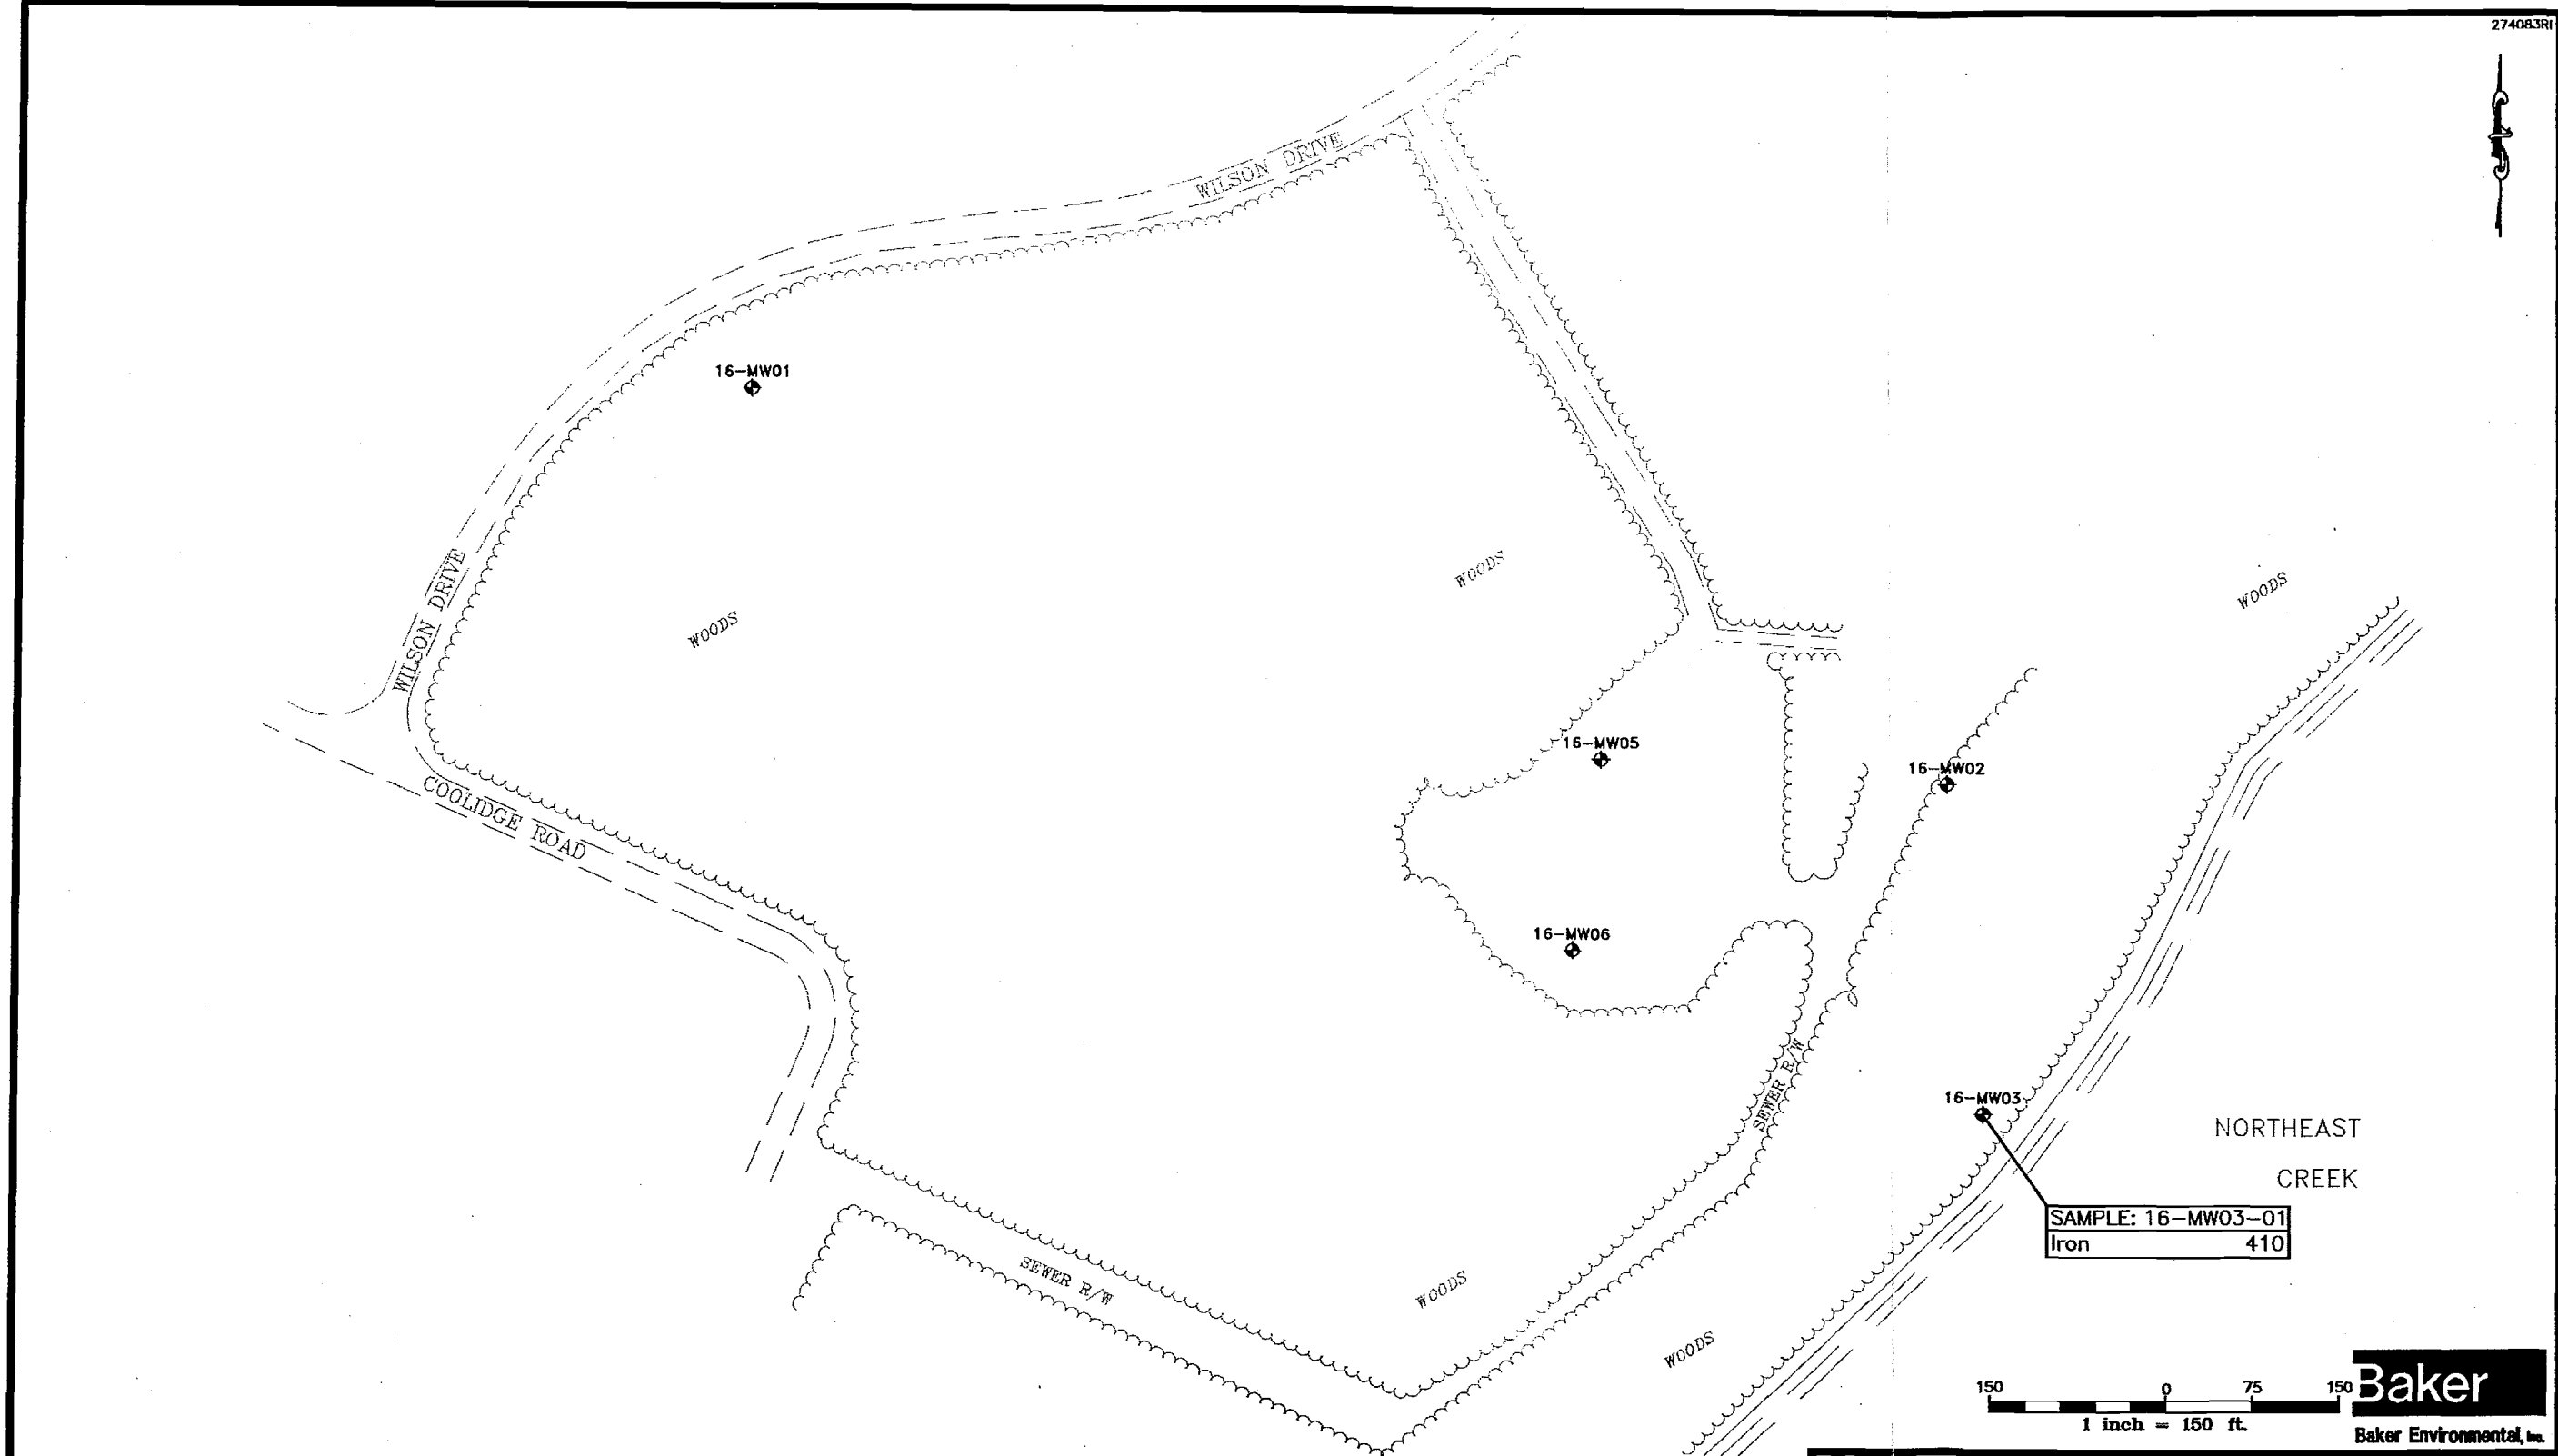 274083RI
WILSON DRIVE
16-MW01
WOODS
WOODS
WOODS
WILSON DRIVE
16-MW05
16-MW02
COOLIDGE ROAD
16-MW06
SEWER R/W
16-MW03
NORTHEAST
CREEK
SAMPLE: 16-MW03-01
Iron 410
SEWER R/W
WOODS
WOODS
150 0 75 150
1 inch = 150 ft.
Baker
Baker Environmental, Inc.